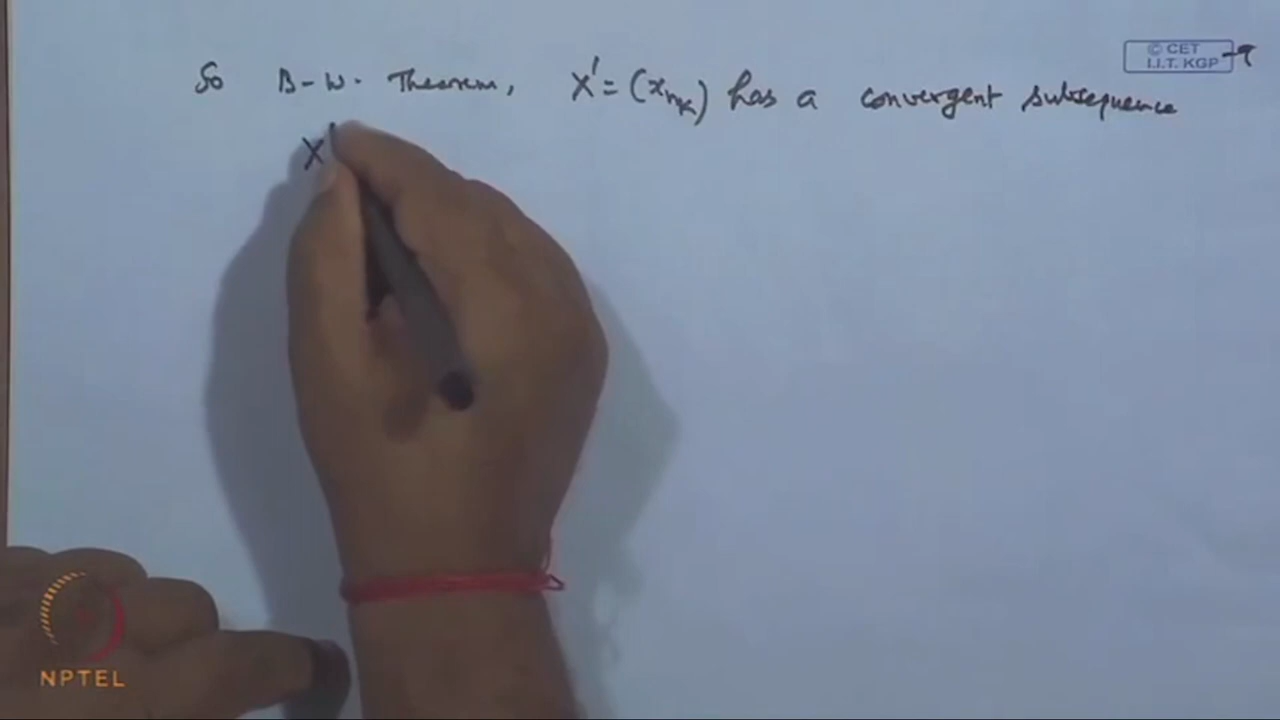 © CET
I.I.T. KGP
So B-W. Theorem, X' = (x_{n_k}) has a convergent subsequence
X'
NPTEL